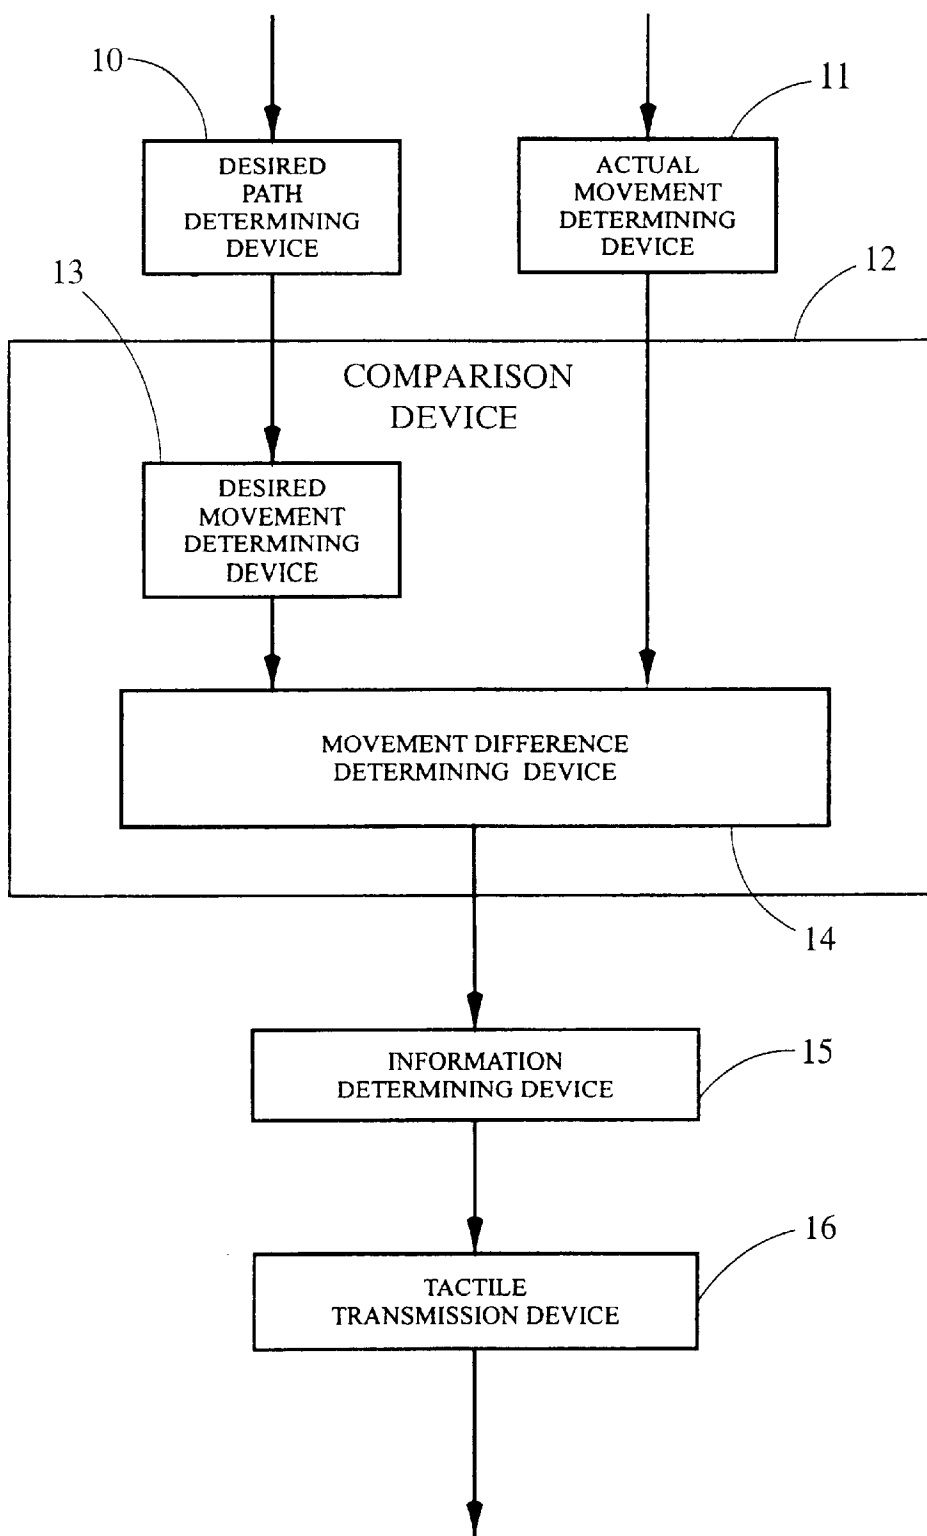 10
11
DESIRED
PATH
DETERMINING
DEVICE
ACTUAL
MOVEMENT
DETERMINING
DEVICE
13
12
COMPARISON
DEVICE
DESIRED
MOVEMENT
DETERMINING
DEVICE
MOVEMENT DIFFERENCE
DETERMINING DEVICE
14
INFORMATION
DETERMINING DEVICE
15
16
TACTILE
TRANSMISSION DEVICE